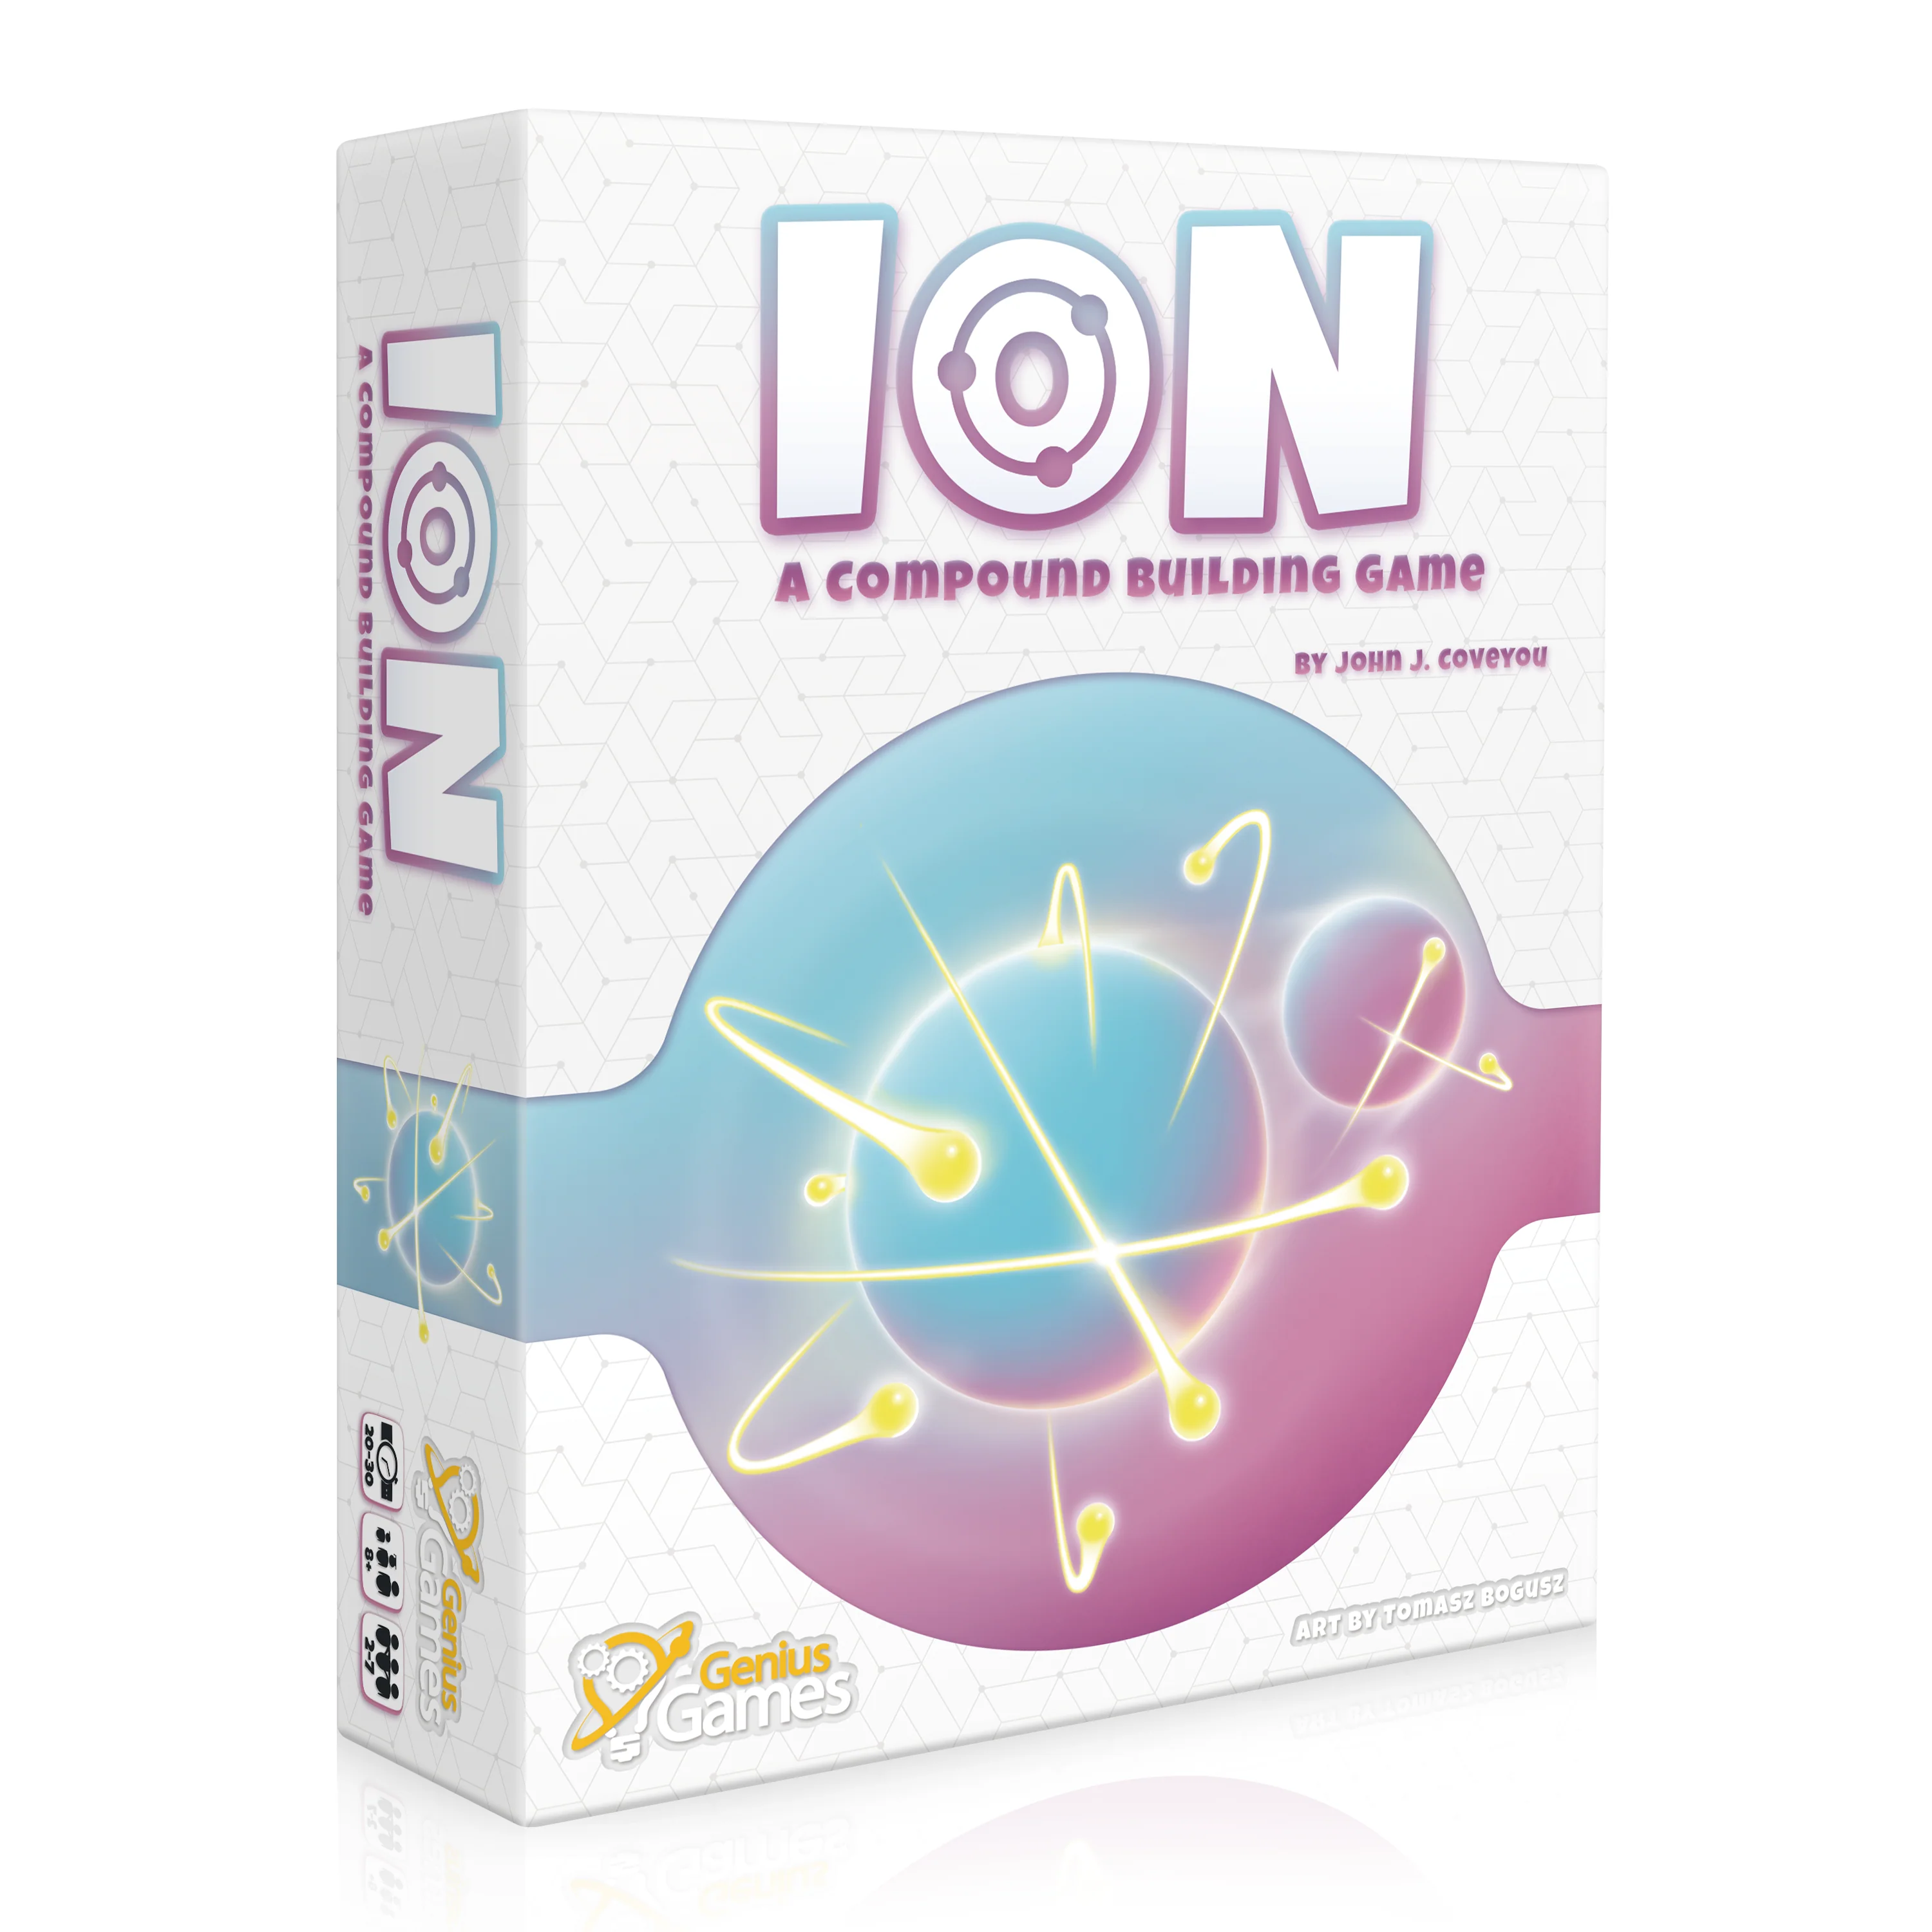 ION
A COMPOUND BUILDING GAME
BY JOHN J. COVEYOU
Genius
Games
ART BY TOMASZ BOGUSZ
ION
A COMPOUND BUILDING GAME
Genius
Games
20-30
8+
2-7